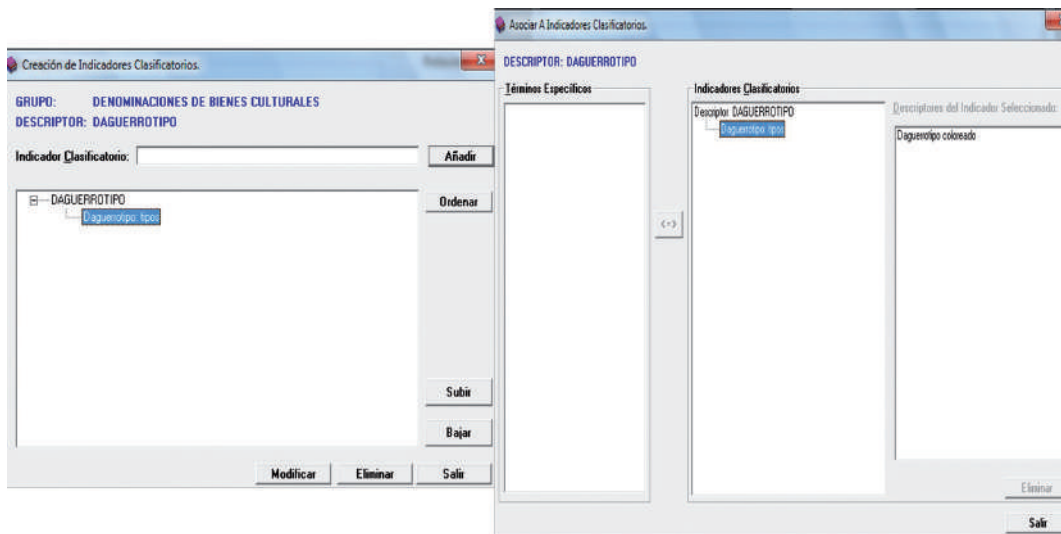 Creación de Indicadores Clasificatorios.
GRUPO: DENOMINACIONES DE BIENES CULTURALES
DESCRIPTOR: DAGUERROTIPO
Indicador Clasificatorio:
Añadir
DAGUERROTIPO
Daguerrotipo: tipos
Ordenar
Subir
Bajar
Modificar Eliminar Salir
Asociar A Indicadores Clasificatorios.
DESCRIPTOR: DAGUERROTIPO
Términos Específicos
Indicadores Clasificatorios
Descriptor: DAGUERROTIPO
Daguerrotipo: tipos
Descriptores del Indicador Seleccionado:
Daguerrotipo coloreado
<->
Eliminar
Salir